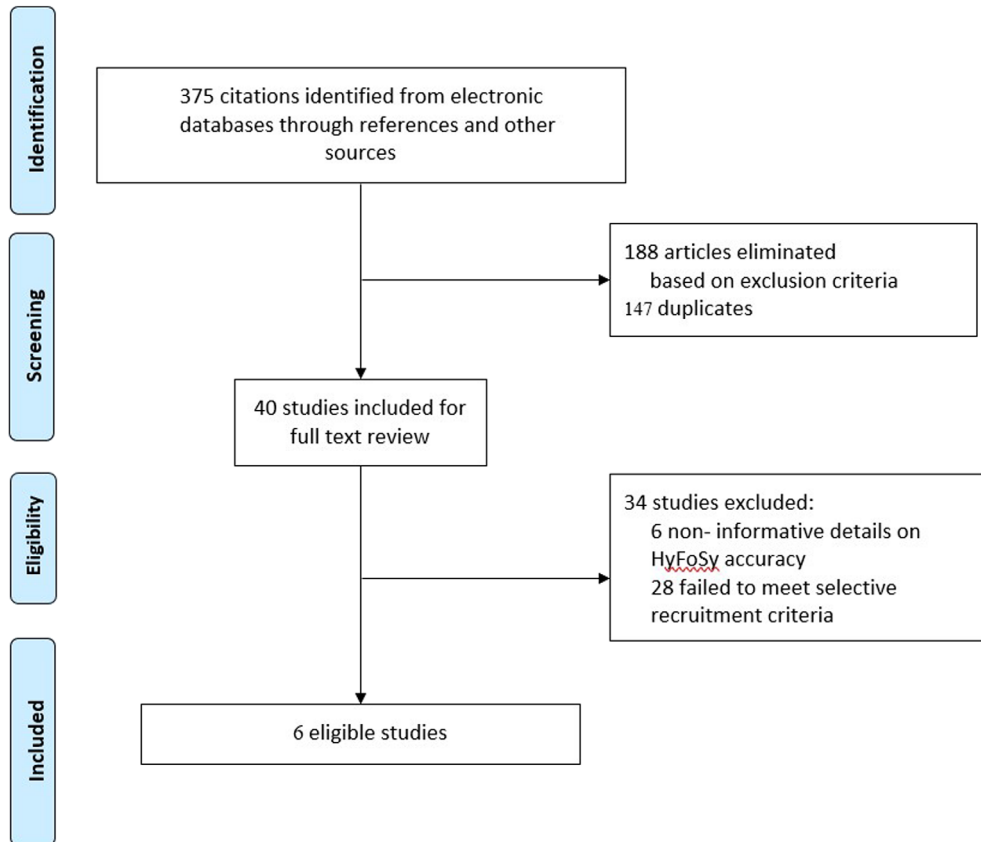 Identification
375 citations identified from electronic
databases through references and other
sources
Screening
188 articles eliminated
based on exclusion criteria
147 duplicates
40 studies included for
full text review
Eligibility
34 studies excluded:
6 non- informative details on
HyFoSy accuracy
28 failed to meet selective
recruitment criteria
Included
6 eligible studies